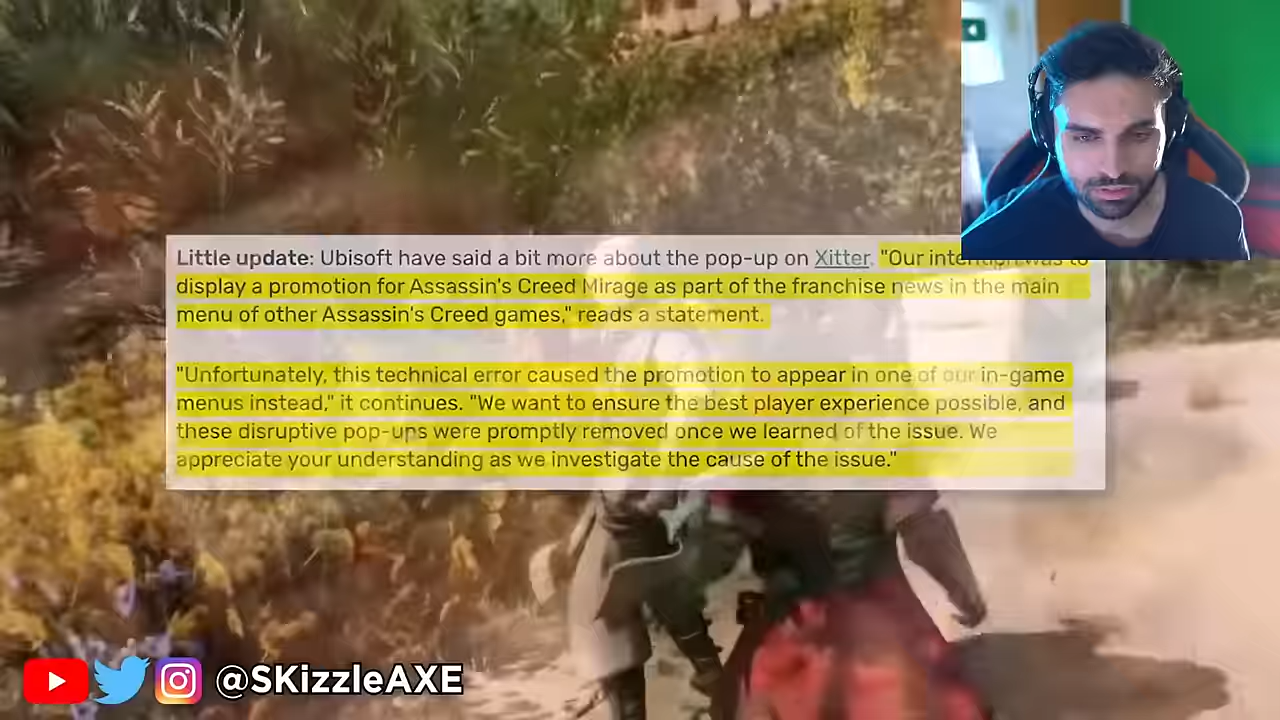 Little update: Ubisoft have said a bit more about the pop-up on Xitter, "Our intention was to
display a promotion for Assassin's Creed Mirage as part of the franchise news in the main
menu of other Assassin's Creed games," reads a statement.
"Unfortunately, this technical error caused the promotion to appear in one of our in-game
menus instead," it continues. "We want to ensure the best player experience possible, and
these disruptive pop-ups were promptly removed once we learned of the issue. We
appreciate your understanding as we investigate the cause of the issue."
@SKizzleAXE